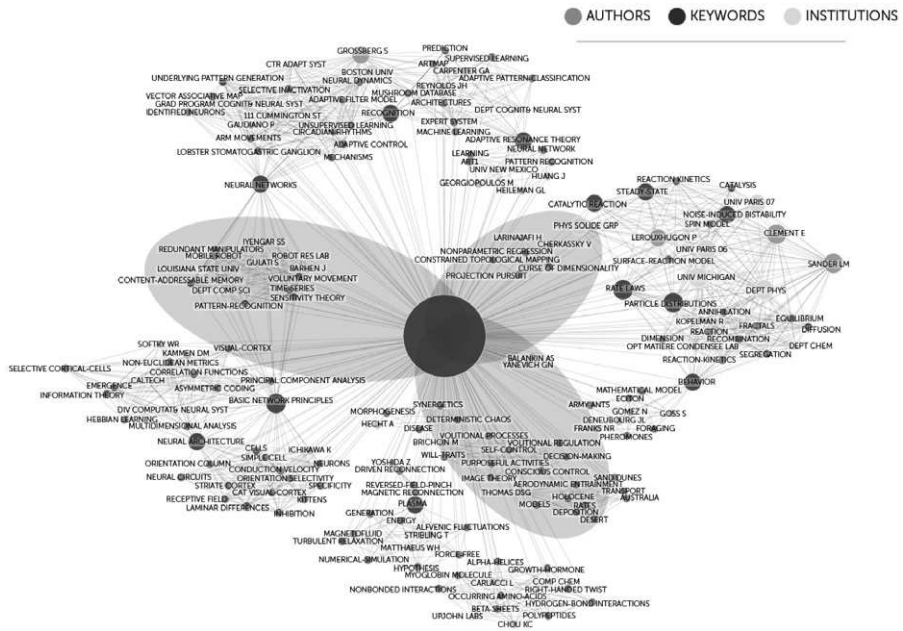 AUTHORS
KEYWORDS
INSTITUTIONS
GROSSBERG S
PREDICTION
SUPERVISED LEARNING
CTR ADAPT SYST
ARTMAP
CARPENTER GA
BOSTON UNIV
UNDERLYING PATTERN GENERATION
NEURAL DYNAMICS
REYNOLDS JH
ADAPTIVE PATTERN CLASSIFICATION
SELECTIVE INACTIVATION
MUSHROOM DATABASE
VECTOR ASSOCIATIVE MAP
ADAPTIVE FILTER MODEL
ARCHITECTURES
GRAD PROGRAM COGNIT& NEURAL SYST
DEPT COGNIT& NEURAL SYST
IDENTIFIED NEURONS
111 CUMMINGTON ST
RECOGNITION
GAUDIANO P
UNSUPERVISED LEARNING
EXPERT SYSTEM
CIRCADIAN RHYTHMS
MACHINE LEARNING
ARM MOVEMENTS
ADAPTIVE CONTROL
ADAPTIVE RESONANCE THEORY
NEURAL NETWORK
LOBSTER STOMATOGASTRIC GANGLION
MECHANISMS
LEARNING
ART1
PATTERN RECOGNITION
UNIV NEW MEXICO
HUANG J
NEURAL NETWORKS
GEORGIOPOULOS M
HEILEMAN GL
REACTION KINETICS
STEADY-STATE
CATALYSIS
CATALYTIC REACTION
UNIV PARIS 07
NOISE-INDUCED BISTABILITY
PHYS SOLIDE GRP
SPIN MODEL
CLEMENT E
LARINAJAFI H
LEROUXHUGON P
IYENGAR SS
CHERKASSKY V
REDUNDANT MANIPULATORS
ROBOT RES LAB
NONPARAMETRIC REGRESSION
UNIV PARIS 06
MOBILE ROBOT
GULATI S
CONSTRAINED TOPOLOGICAL MAPPING
SURFACE-REACTION MODEL
SANDER LM
LOUISIANA STATE UNIV
BARHEN J
CURSE OF DIMENSIONALITY
PROJECTION PURSUIT
UNIV MICHIGAN
CONTENT-ADDRESSABLE MEMORY
VOLUNTARY MOVEMENT
DEPT COMP SCI
TIME-SERIES
RATE LAWS
DEPT PHYS
SENSITIVITY THEORY
PARTICLE DISTRIBUTIONS
PATTERN-RECOGNITION
ANNIHILATION
KOPELMAN R
FRACTALS
EQUILIBRIUM
REACTION
DIFFUSION
DIMENSION
RECOMBINATION
OPT MATIERE CONDENSEE LAB
DEPT CHEM
SOFTKY WR
VISUAL-CORTEX
SEGREGATION
KAMMEN DM
BALANKIN AS
REACTION-KINETICS
NON-EUCLIDEAN METRICS
YANEVICH GN
SELECTIVE CORTICAL-CELLS
CORRELATION FUNCTIONS
CALTECH
PRINCIPAL COMPONENT ANALYSIS
BEHAVIOR
EMERGENCE
ASYMMETRIC CODING
MATHEMATICAL MODEL
INFORMATION THEORY
BASIC NETWORK PRINCIPLES
ECITON
SYNERGETICS
ARMY ANTS
DIV COMPUTAT& NEURAL SYST
MORPHOGENESIS
GOMEZ N
GOSS S
HEBBIAN LEARNING
HECHT A
DETERMINISTIC CHAOS
DENEUBOURG JL
MULTIDIMENSIONAL ANALYSIS
DISEASE
FRANKS NR
FORAGING
VOLITIONAL PROCESSES
PHEROMONES
NEURAL ARCHITECTURE
BRICHCIN M
VOLITIONAL REGULATION
CELLS
ICHIKAWA K
SELF-CONTROL
SIMPLE CELL
WILL-TRAITS
DECISION-MAKING
ORIENTATION COLUMN
NEURONS
YOSHIDA Z
PURPOSEFUL ACTIVITIES
CONDUCTION VELOCITY
DRIVEN RECONNECTION
CONSCIOUS CONTROL
NEURAL CIRCUITS
ORIENTATION SELECTIVITY
IMAGE THEORY
SAND DUNES
STRIATE CORTEX
SPECIFICITY
REVERSED-FIELD-PINCH
AERODYNAMIC ENTRAINMENT
CAT VISUAL-CORTEX
MAGNETIC RECONNECTION
THOMAS DSG
TRANSPORT
RECEPTIVE FIELD
KITTENS
HOLOCENE
AUSTRALIA
LAMINAR DIFFERENCES
PLASMA
MODELS
RATES
INHIBITION
GENERATION
DEPOSITION
ENERGY
DESERT
ALFVENIC FLUCTUATIONS
MAGNETOFLUID
STRIBLING T
TURBULENT RELAXATION
MATTHAEUS WH
FORCE-FREE
NUMERICAL-SIMULATION
ALPHA-HELICES
HYPOTHESIS
GROWTH-HORMONE
MYOGLOBIN MOLECULE
CARLACCI L
COMP CHEM
NONBONDED INTERACTIONS
RIGHT-HANDED TWIST
OCCURRING AMINO-ACIDS
HYDROGEN-BOND INTERACTIONS
BETA-SHEETS
UPJOHN LABS
POLYPEPTIDES
CHOU KC